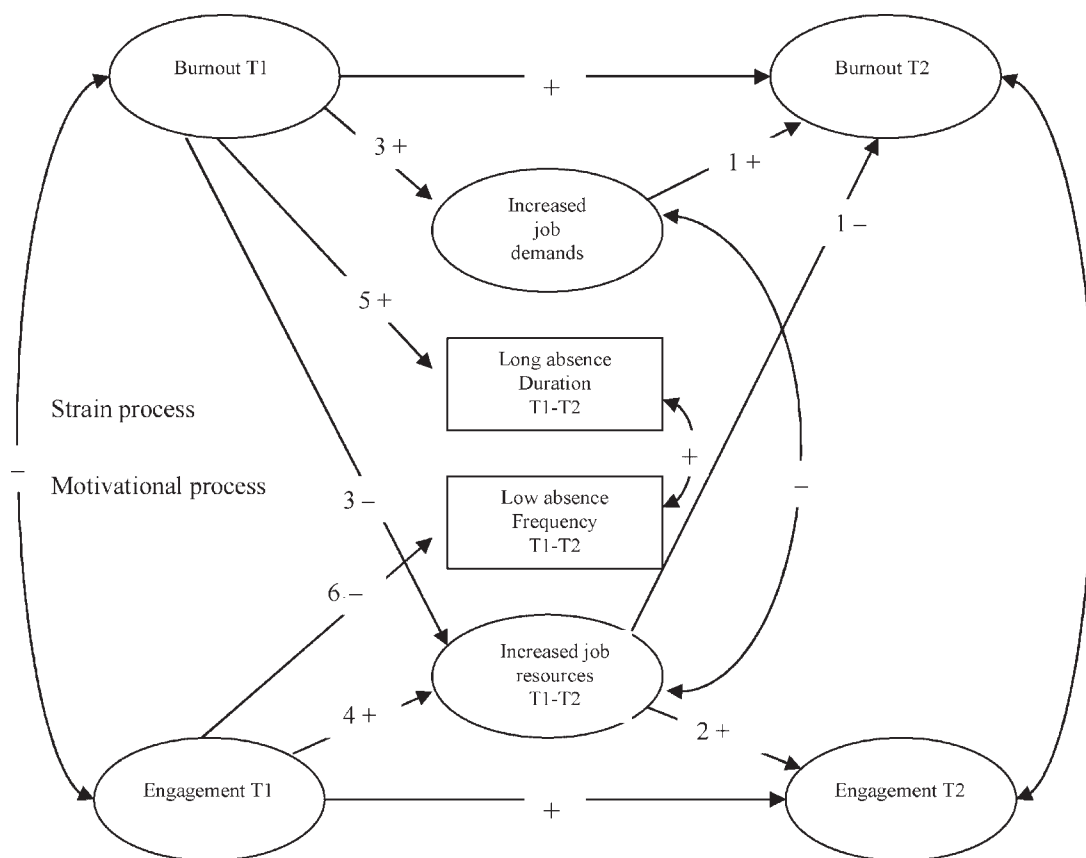 Burnout T1
Burnout T2
+
3 +
1 +
Increased
job
demands
1 –
5 +
Long absence
Duration
T1-T2
Strain process
+
–
Motivational process
–
3 –
Low absence
Frequency
T1-T2
6 –
Increased job
resources
T1-T2
4 +
2 +
Engagement T1
Engagement T2
+